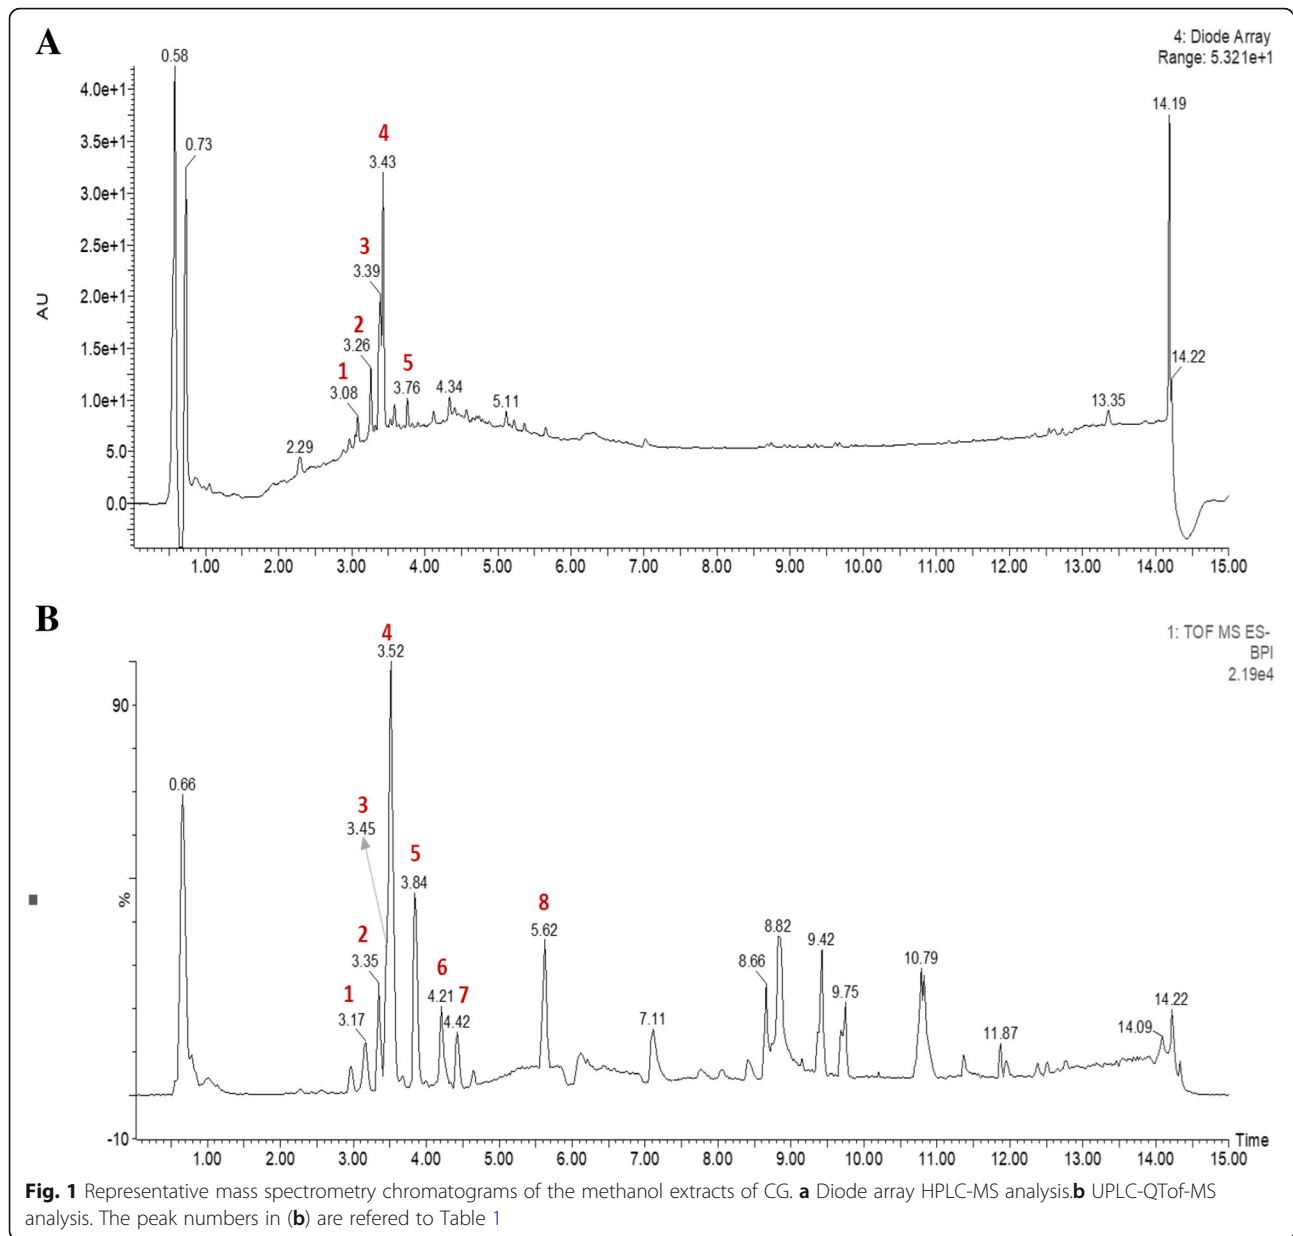 A
4: Diode Array
Range: 5.321e+1
0.58
4.0e+1
0.73
3.5e+1
4
3.43
3.0e+1
3
2.5e+1
3.39
AU
2.0e+1
2
3.26
1.5e+1
1
5
3.08
3.76
4.34
5.11
1.0e+1
2.29
5.0
0.0
13.35
14.19
14.22
1.00 2.00 3.00 4.00 5.00 6.00 7.00 8.00 9.00 10.00 11.00 12.00 13.00 14.00 15.00
B
1: TOF MS ES-
BPI
2.19e4
4
3.52
90
0.66
3
3.45
5
3.84
%
2
3.35
1
3.17
6
4.21
7
4.42
8
5.62
7.11
8.66
8.82
9.42
9.75
10.79
11.87
14.09
14.22
-10
1.00 2.00 3.00 4.00 5.00 6.00 7.00 8.00 9.00 10.00 11.00 12.00 13.00 14.00 15.00
Time
Fig. 1 Representative mass spectrometry chromatograms of the methanol extracts of CG. a Diode array HPLC-MS analysis.b UPLC-QTof-MS
analysis. The peak numbers in (b) are refered to Table 1